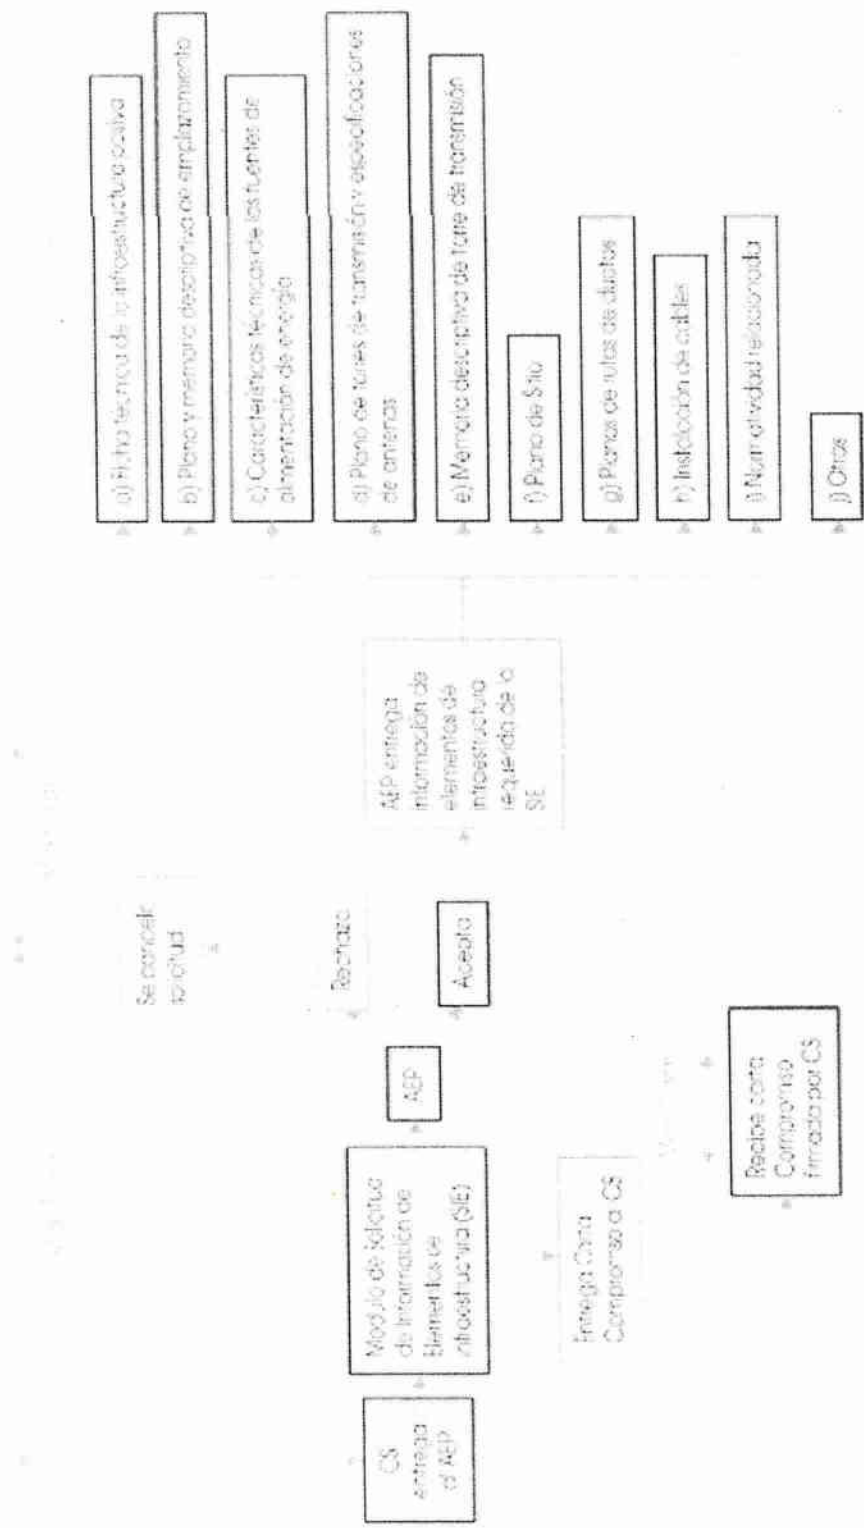 CS
entrega
al AEP
Modulo de Solicitud
de Información de
Elementos de
Infraestructura (SIE)
AEP
Entrega Carta
Compromiso a CS
Recibe carta
Compromiso
firmada por CS
Rechaza
Acepta
Se cancela
solicitud
AEP entrega
información de
elementos de
infraestructura
requerida de la
SIE
a) Ficha técnica de la infraestructura pasiva
b) Plano y memoria descriptiva de emplazamiento
c) Características técnicas de las fuentes de
alimentación de energía
d) Plano de torres de transmisión y especificaciones
de antenas
e) Memoria descriptiva de torre de transmisión
f) Plano de Sitio
g) Planos de rutas de ductos
h) Instalación de cables
i) Normatividad relacionada
j) Otros